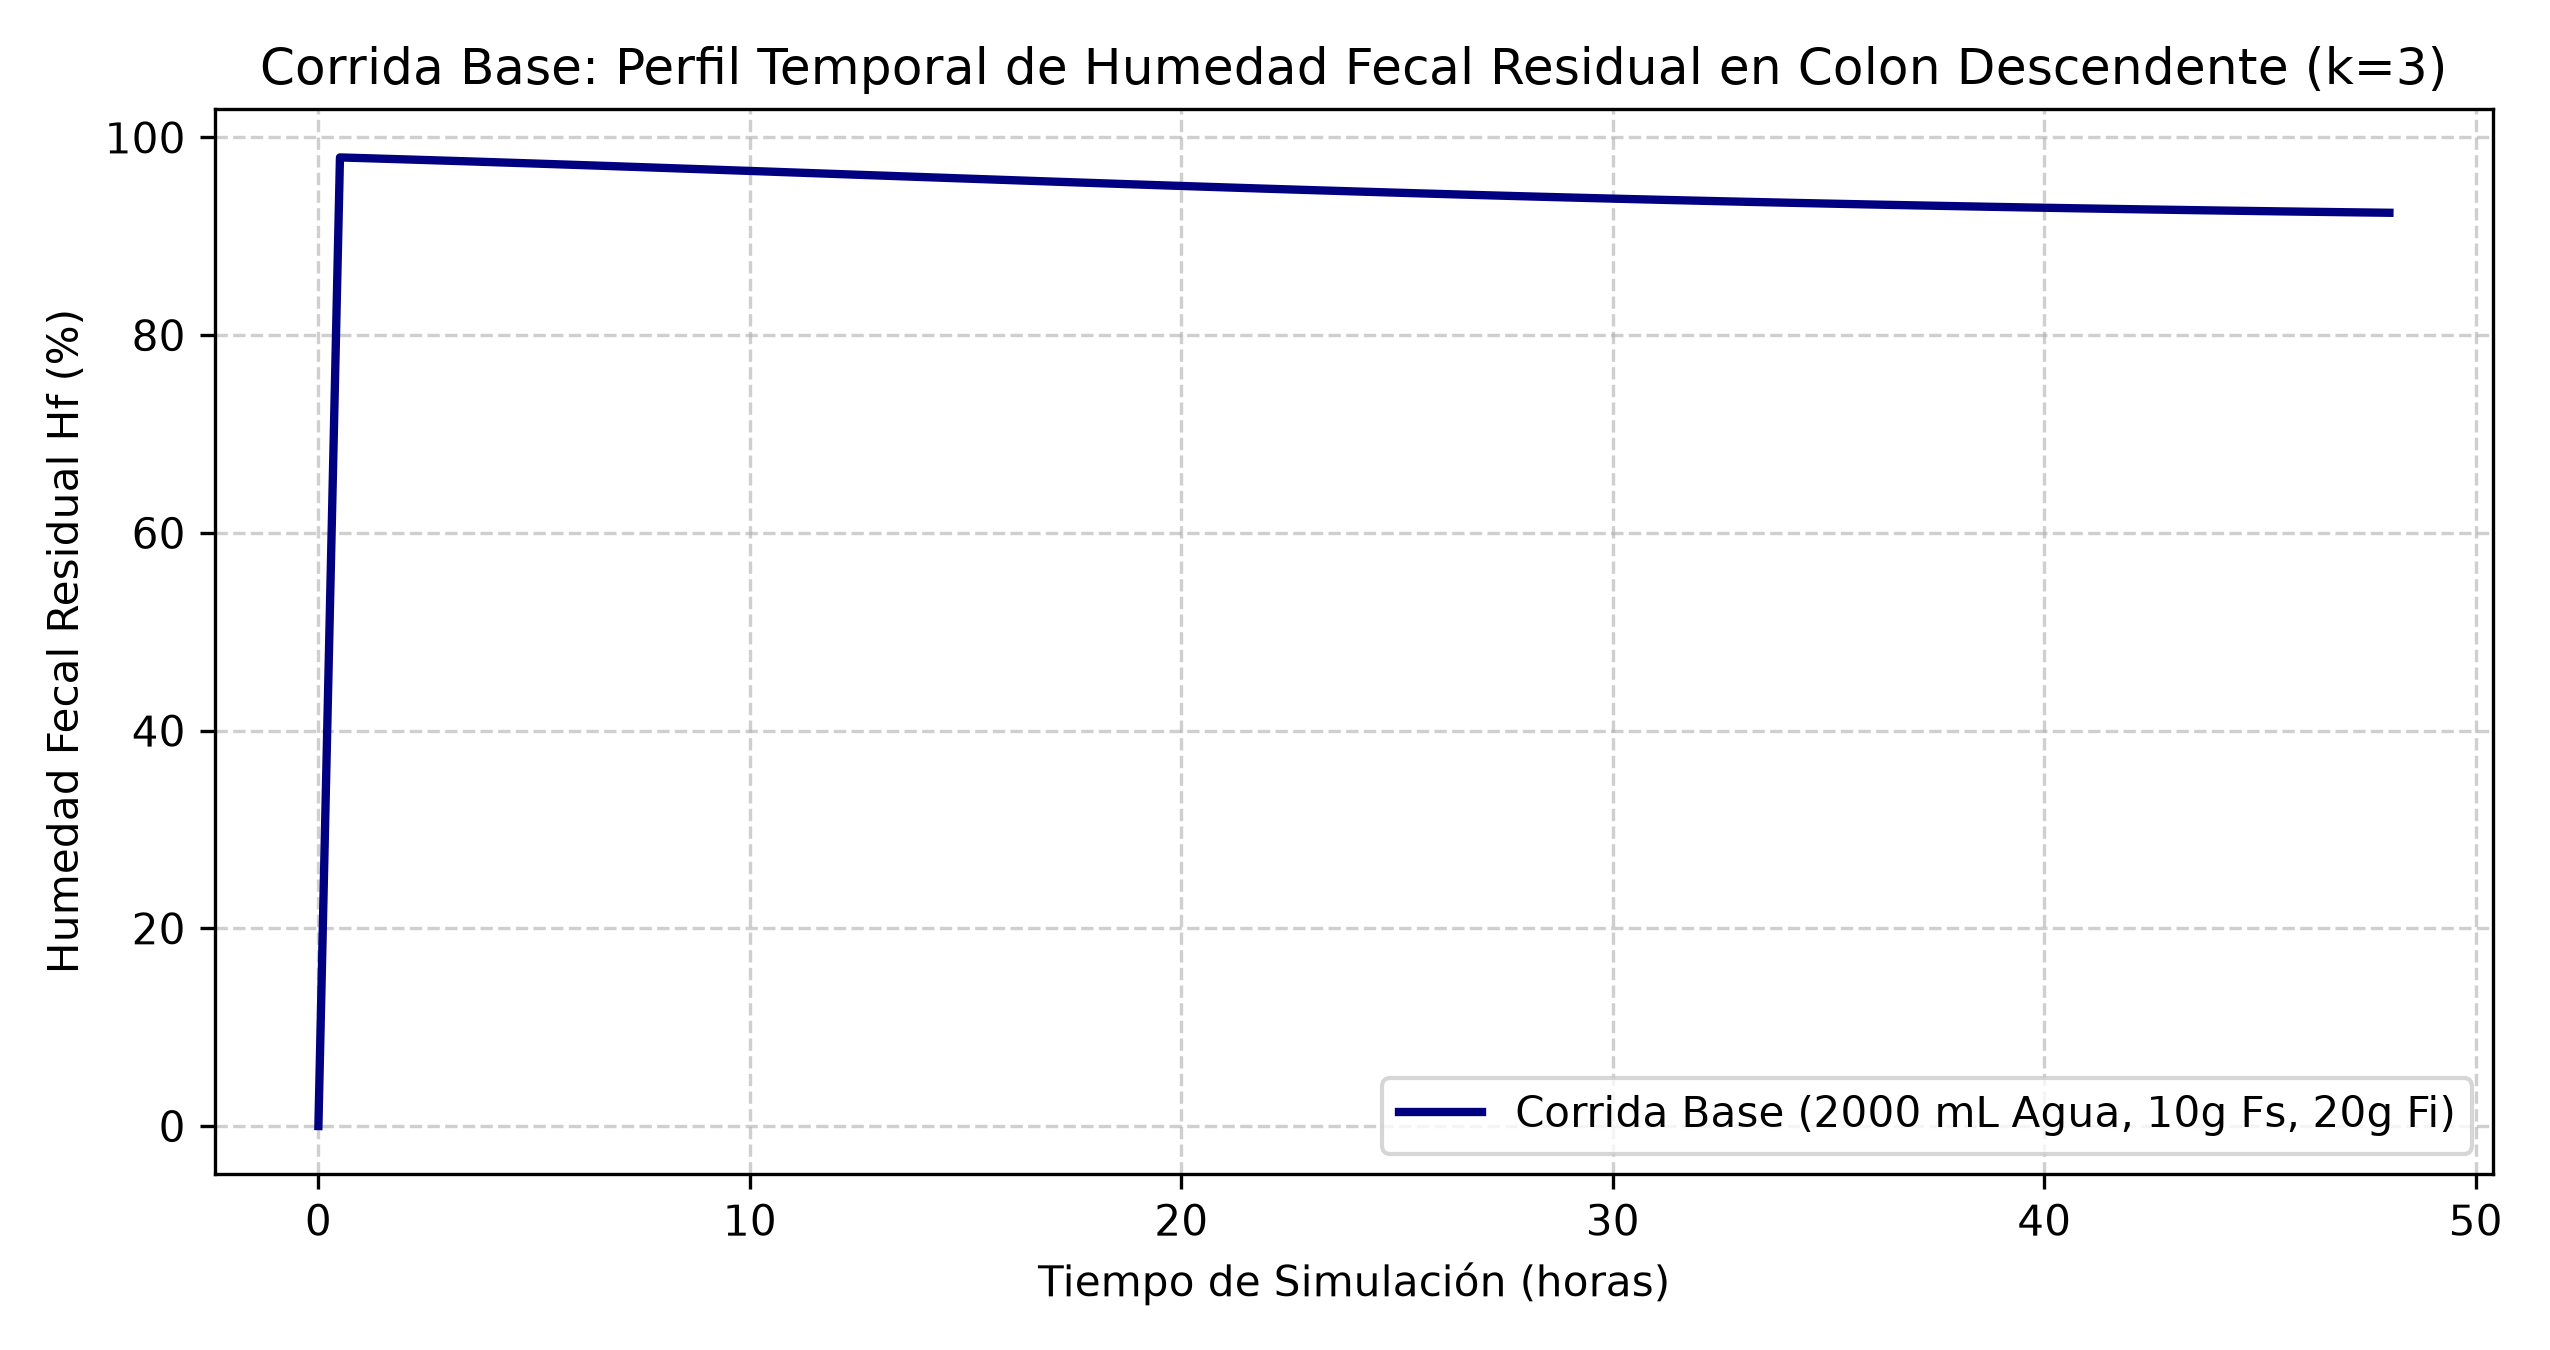 Corrida Base: Perfil Temporal de Humedad Fecal Residual en Colon Descendente (k=3)
Humedad Fecal Residual Hf (%)
100
80
60
40
20
0
Corrida Base (2000 mL Agua, 10g Fs, 20g Fi)
0 10 20 30 40 50
Tiempo de Simulación (horas)